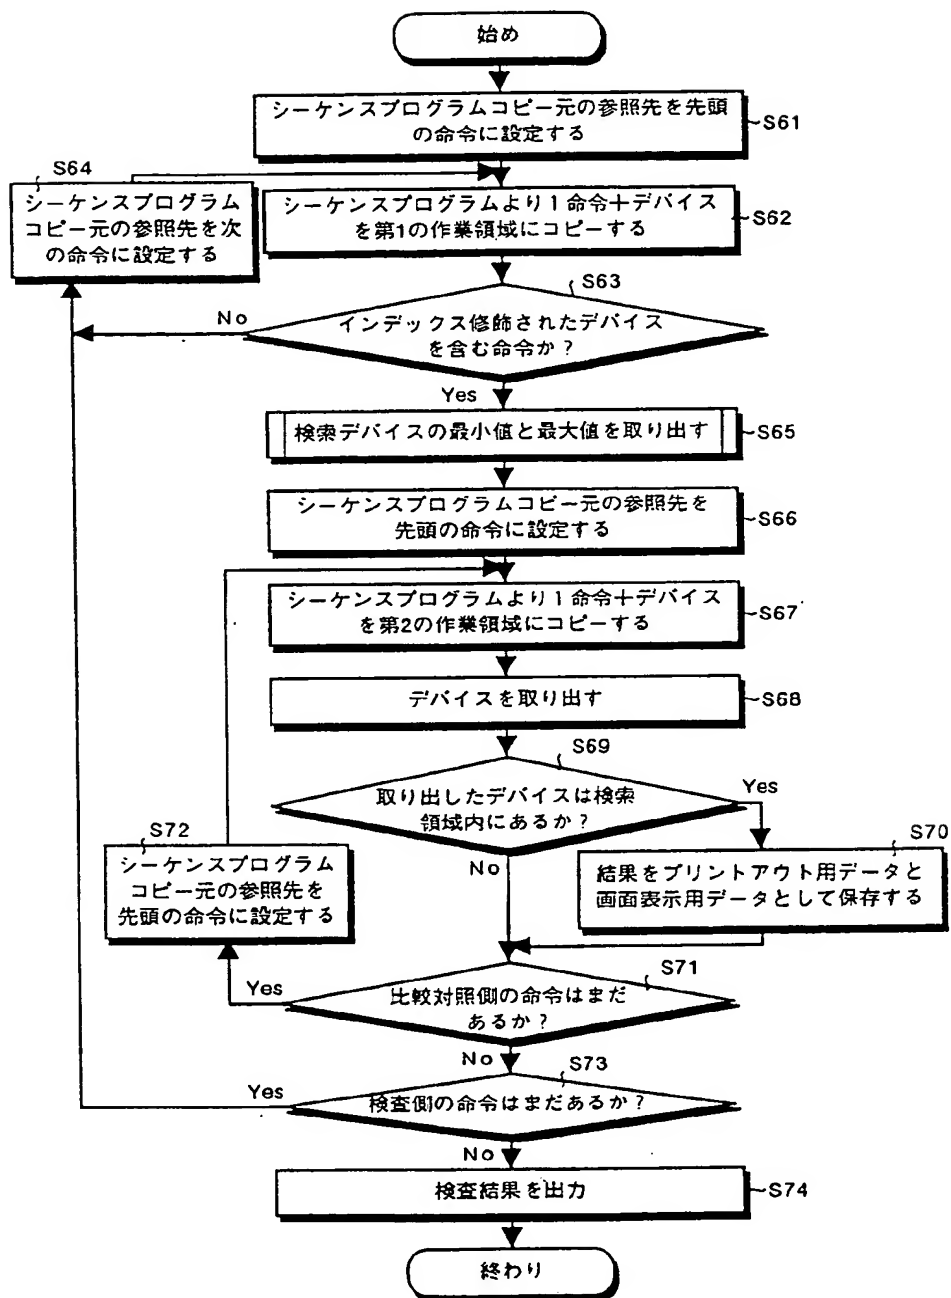 始め
シーケンスプログラムコピー元の参照先を先頭
の命令に設定する
S61
S64
シーケンスプログラム
コピー元の参照先を次
の命令に設定する
シーケンスプログラムより1命令+デバイス
を第1の作業領域にコピーする
S62
S63
No
インデックス修飾されたデバイス
を含む命令か?
Yes
検索デバイスの最小値と最大値を取り出す
S65
シーケンスプログラムコピー元の参照先を
先頭の命令に設定する
S66
シーケンスプログラムより1命令+デバイス
を第2の作業領域にコピーする
S67
デバイスを取り出す
S68
S69
取り出したデバイスは検索
領域内にあるか?
Yes
No
S72
シーケンスプログラム
コピー元の参照先を
先頭の命令に設定する
S70
結果をプリントアウト用データと
画面表示用データとして保存する
S71
Yes
比較対照側の命令はまだ
あるか?
No
S73
Yes
検査側の命令はまだあるか?
No
検査結果を出力
S74
終わり